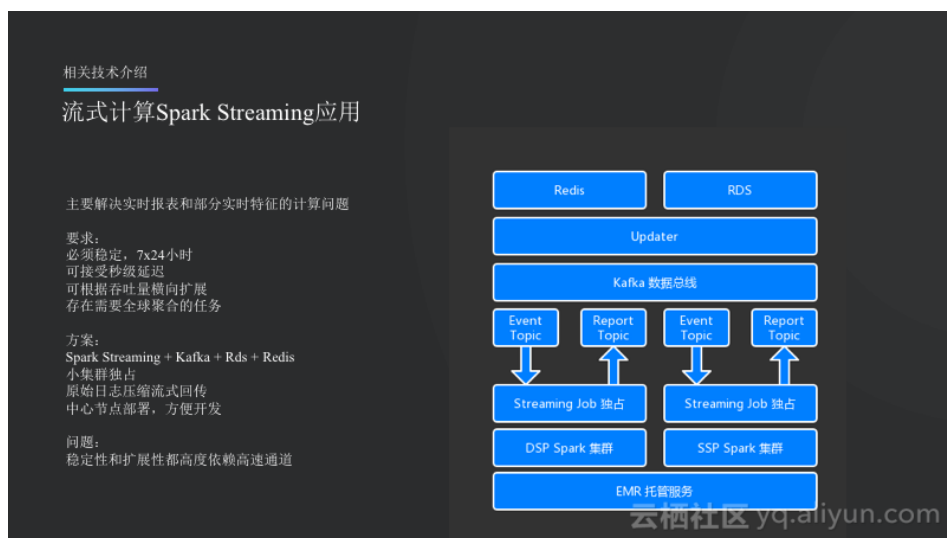 相关技术介绍
流式计算Spark Streaming应用
主要解决实时报表和部分实时特征的计算问题
要求：
必须稳定，7x24小时
可接受秒级延迟
可根据吞吐量横向扩展
存在需要全球聚合的任务
方案：
Spark Streaming + Kafka + Rds + Redis
小集群独占
原始日志压缩流式回传
中心节点部署，方便开发
问题：
稳定性和扩展性都高度依赖高速通道
Redis
RDS
Updater
Kafka 数据总线
Event
Topic
Report
Topic
Event
Topic
Report
Topic
Streaming Job 独占
Streaming Job 独占
DSP Spark 集群
SSP Spark 集群
EMR 托管服务
云栖社区 yq.aliyun.com